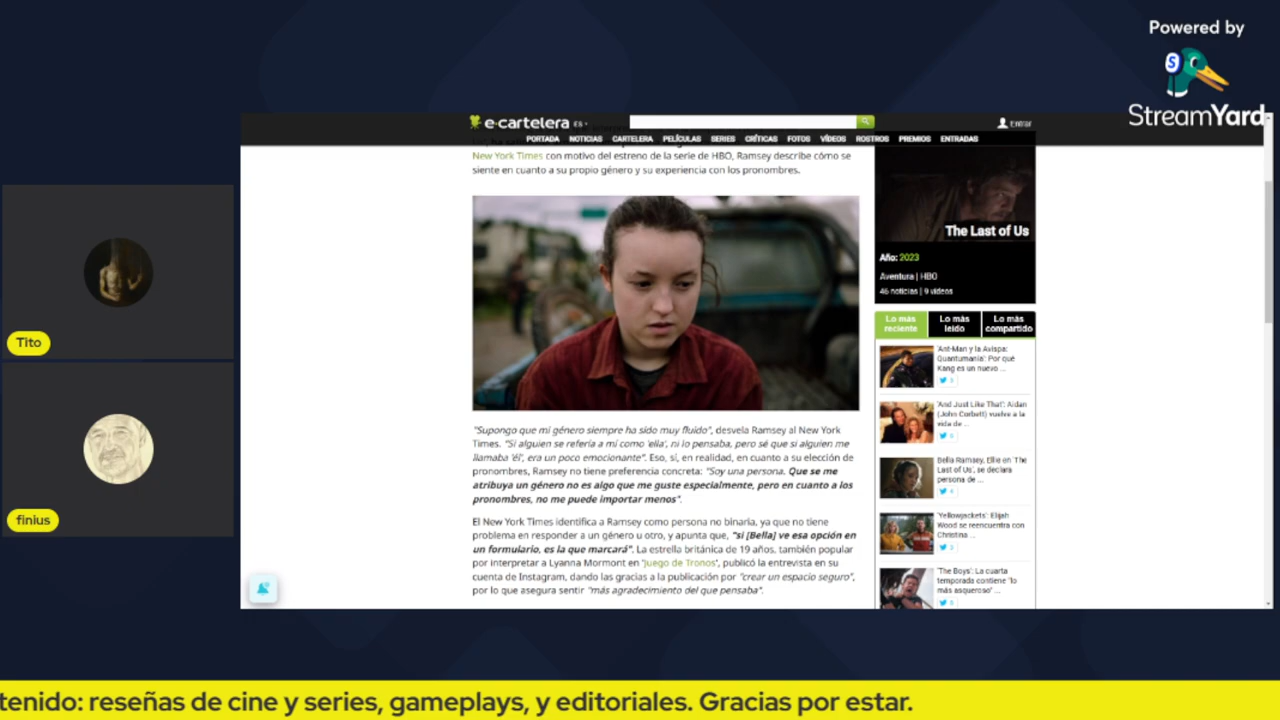 Powered by
StreamYard
e-cartelera ES
Entrar
PORTADA NOTICIAS CARTELERA PELÍCULAS SERIES CRÍTICAS FOTOS VÍDEOS ROSTROS PREMIOS ENTRADAS
New York Times con motivo del estreno de la serie de HBO, Ramsey describe cómo se
siente en cuanto a su propio género y su experiencia con los pronombres.
"Supongo que mi género siempre ha sido muy fluido", desvela Ramsey al New York
Times. "Si alguien se refería a mí como 'ella', ni lo pensaba, pero sé que si alguien me
llamaba 'él', era un poco emocionante". Eso, sí, en realidad, en cuanto a su elección de
pronombres, Ramsey no tiene preferencia concreta: "Soy una persona. Que se me
atribuya un género no es algo que me guste especialmente, pero en cuanto a los
pronombres, no me puede importar menos".
El New York Times identifica a Ramsey como persona no binaria, ya que no tiene
problema en responder a un género u otro, y apunta que, "si [Bella] ve esa opción en
un formulario, es la que marcará". La estrella británica de 19 años, también popular
por interpretar a Lyanna Mormont en 'Juego de Tronos', publicó la entrevista en su
cuenta de Instagram, dando las gracias a la publicación por "crear un espacio seguro",
por lo que asegura sentir "más agradecimiento del que pensaba".
The Last of Us
Año: 2023
Aventura | HBO
46 noticias | 9 vídeos
Lo más reciente
Lo más leído
Lo más compartido
'Ant-Man y la Avispa:
Quantumanía': Por qué
Kang es un nuevo ...
'And Just Like That': Aidan
(John Corbett) vuelve a la
vida de ...
Bella Ramsey, Ellie en 'The
Last of Us', se declara
persona de ...
'Yellowjackets': Elijah
Wood se reencuentra con
Christina ...
'The Boys': La cuarta
temporada contiene "lo
más asqueroso" ...
Tito
finius
tenido: reseñas de cine y series, gameplays, y editoriales. Gracias por estar.